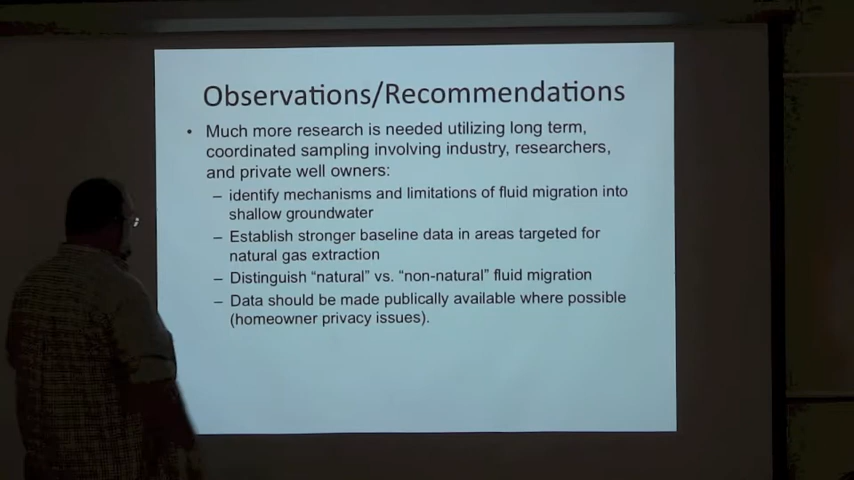 Observations/Recommendations
• Much more research is needed utilizing long term,
coordinated sampling involving industry, researchers,
and private well owners:
– identify mechanisms and limitations of fluid migration into
shallow groundwater
– Establish stronger baseline data in areas targeted for
natural gas extraction
– Distinguish “natural” vs. “non-natural” fluid migration
– Data should be made publically available where possible
(homeowner privacy issues).